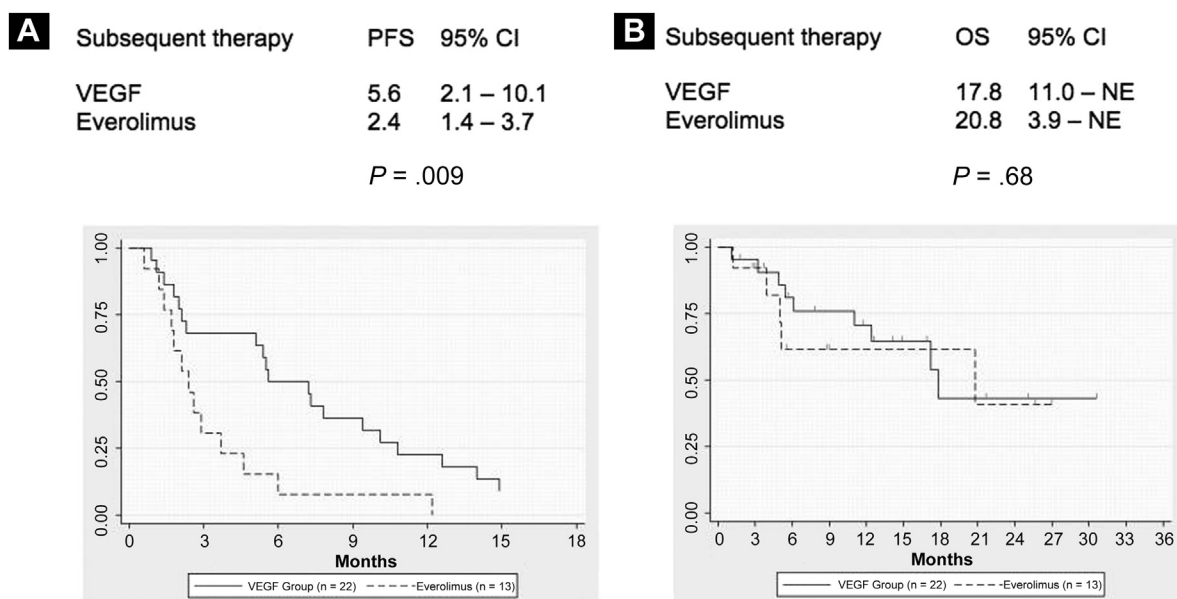 A
Subsequent therapy PFS 95% CI
VEGF 5.6 2.1 – 10.1
Everolimus 2.4 1.4 – 3.7
P = .009
1.00
0.75
0.50
0.25
0.00
0 3 6 9 12 15 18
Months
VEGF Group (n = 22) Everolimus (n = 13)
B
Subsequent therapy OS 95% CI
VEGF 17.8 11.0 – NE
Everolimus 20.8 3.9 – NE
P = .68
1.00
0.75
0.50
0.25
0.00
0 3 6 9 12 15 18 21 24 27 30 33 36
Months
VEGF Group (n = 22) Everolimus (n = 13)